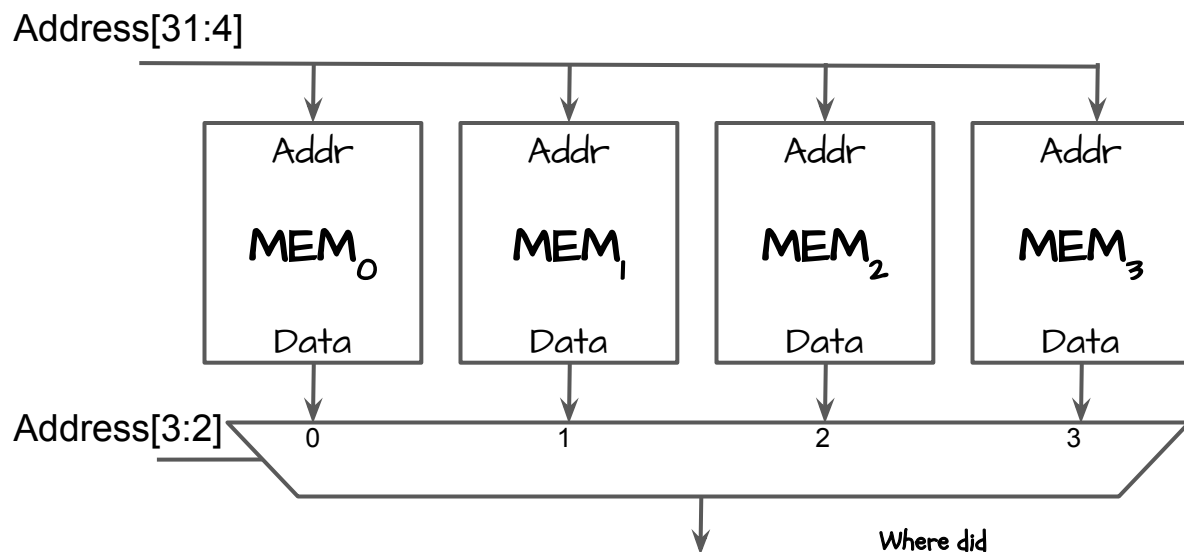 Address[31:4]
Addr Addr Addr Addr
MEM0 MEM1 MEM2 MEM3
Data Data Data Data
Address[3:2]
0 1 2 3
Where did